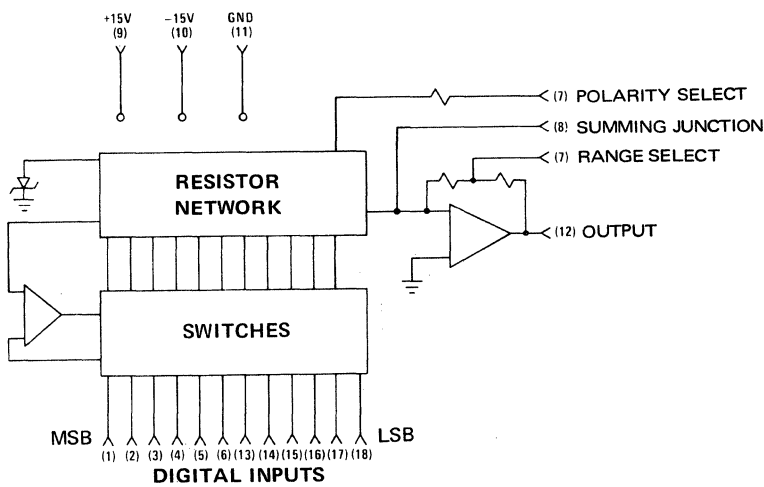 +15V -15V GND
(9) (10) (11)
(7) POLARITY SELECT
(8) SUMMING JUNCTION
(7) RANGE SELECT
RESISTOR
NETWORK
(12) OUTPUT
SWITCHES
MSB LSB
(1) (2) (3) (4) (5) (6) (13) (14) (15) (16) (17) (18)
DIGITAL INPUTS